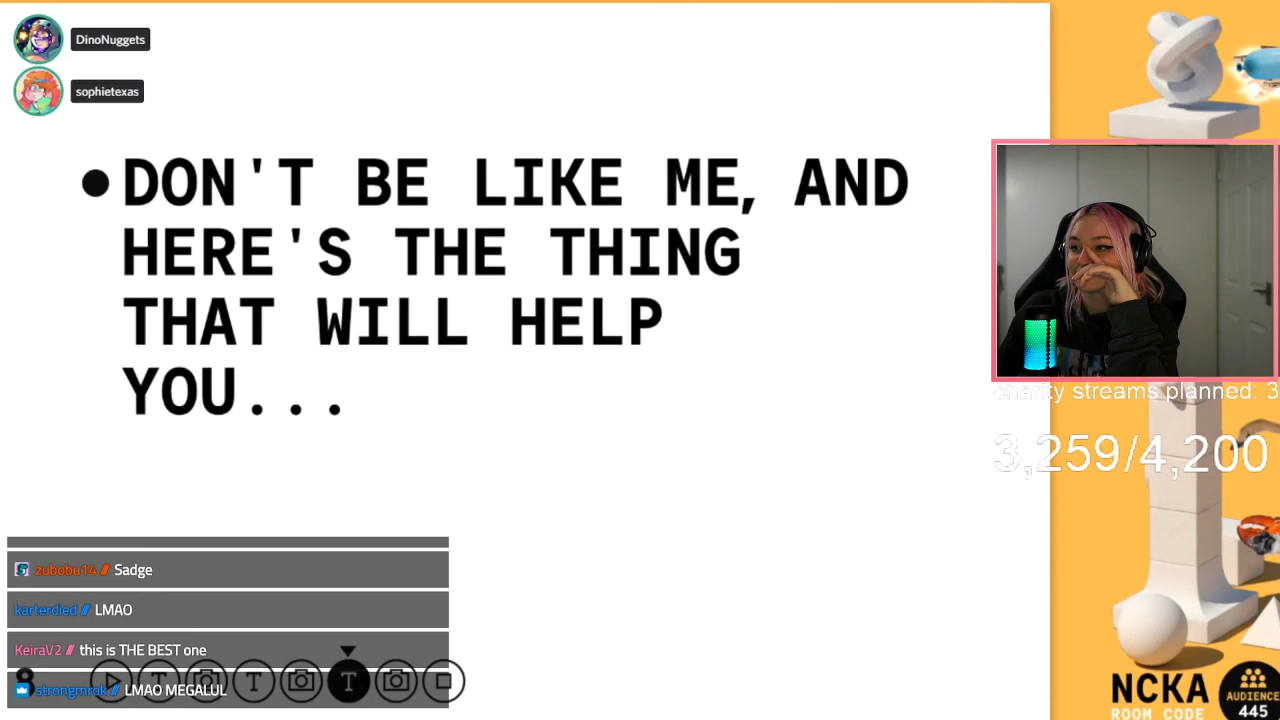 DinoNuggets
sophietexas
● DON'T BE LIKE ME, AND
HERE'S THE THING
THAT WILL HELP
YOU...
charity streams planned: 3
3,259/4,200
zubobu14 // Sadge
karterdied // LMAO
KeiraV2 // this is THE BEST one
strongmrok // LMAO MEGALUL
8
T
T
T
NCKA
ROOM CODE
AUDIENCE
445